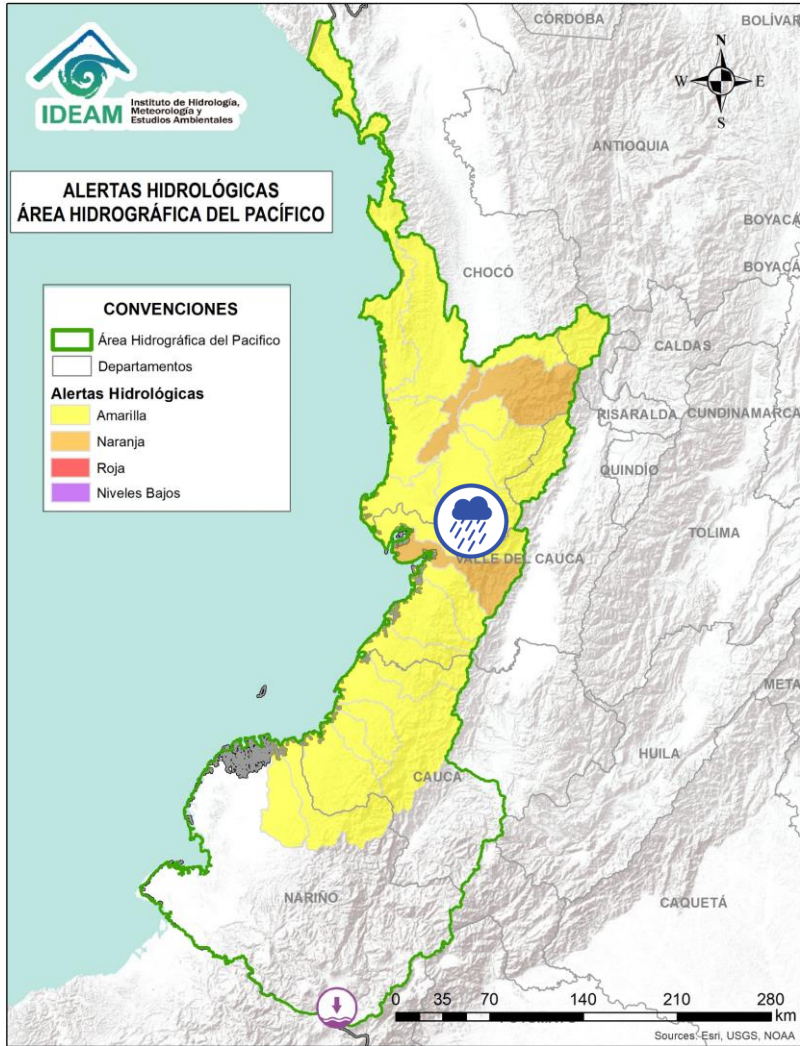 IDEAM
Instituto de Hidrología,
Meteorología y
Estudios Ambientales
ALERTAS HIDROLÓGICAS
ÁREA HIDROGRÁFICA DEL PACÍFICO
CONVENCIONES
Área Hidrográfica del Pacífico
Departamentos
Alertas Hidrológicas
Amarilla
Naranja
Roja
Niveles Bajos
N
W E
S
CÓRDOBA
BOLÍVAR
ANTIOQUIA
BOYACÁ
CHOCÓ
BOYACÁ
CALDAS
RISARALDA
CUNDINAMARCA
QUINDÍO
TOLIMA
VALLE DEL CAUCA
META
HUILA
CAUCA
NARIÑO
CAQUETÁ
0 35 70 140 210 280
km
Sources: Esri, USGS, NOAA